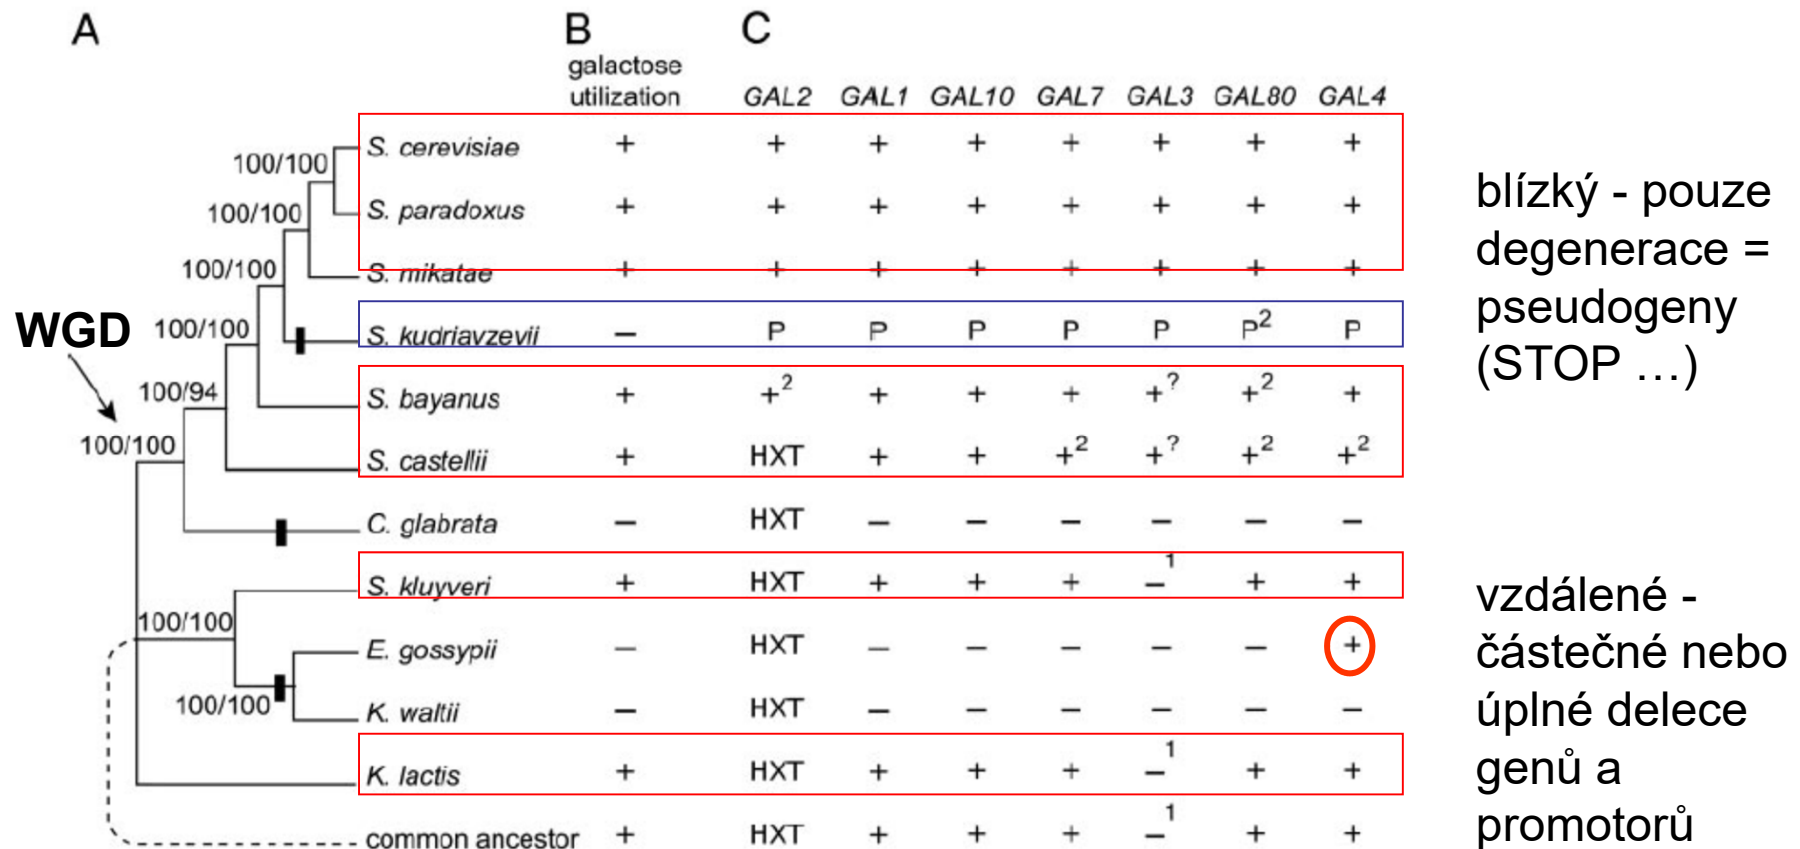 A B C
galactose
utilization GAL2 GAL1 GAL10 GAL7 GAL3 GAL80 GAL4
100/100 S. cerevisiae + + + + + + + +
100/100 S. paradoxus + + + + + + + +
100/100 S. mikatae + + + + + + + +
WGD 100/100 S. kudriavzevii – P P P P P P² P
100/94 S. bayanus + +² + + + +? +² +
100/100 S. castellii + HXT + + +² +? +² +²
C. glabrata – HXT – – – – – –
S. kluyveri + HXT + + + –¹ + +
100/100 E. gossypii – HXT – – – – – +
100/100 K. waltii – HXT – – – – – –
K. lactis + HXT + + + –¹ + +
common ancestor + HXT + + + –¹ + +
blízký - pouze
degenerace =
pseudogeny
(STOP …)
vzdálené -
částečné nebo
úplné delece
genů a
promotorů